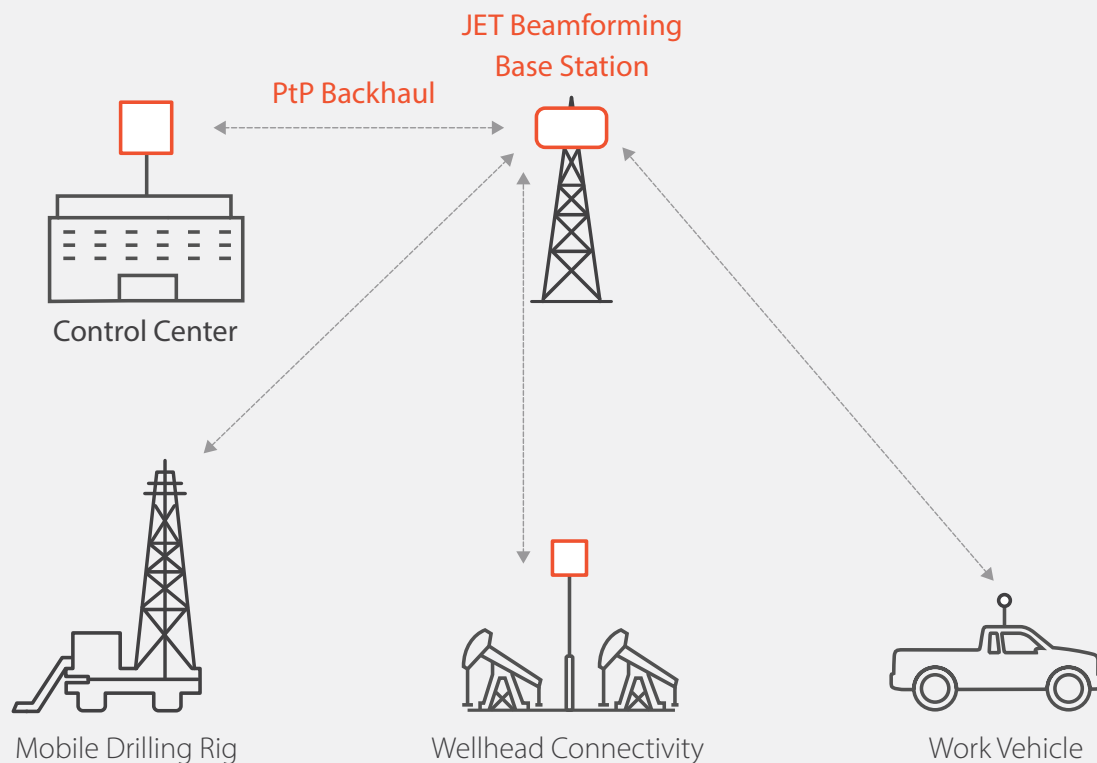 JET Beamforming
Base Station
PtP Backhaul
Control Center
Mobile Drilling Rig
Wellhead Connectivity
Work Vehicle